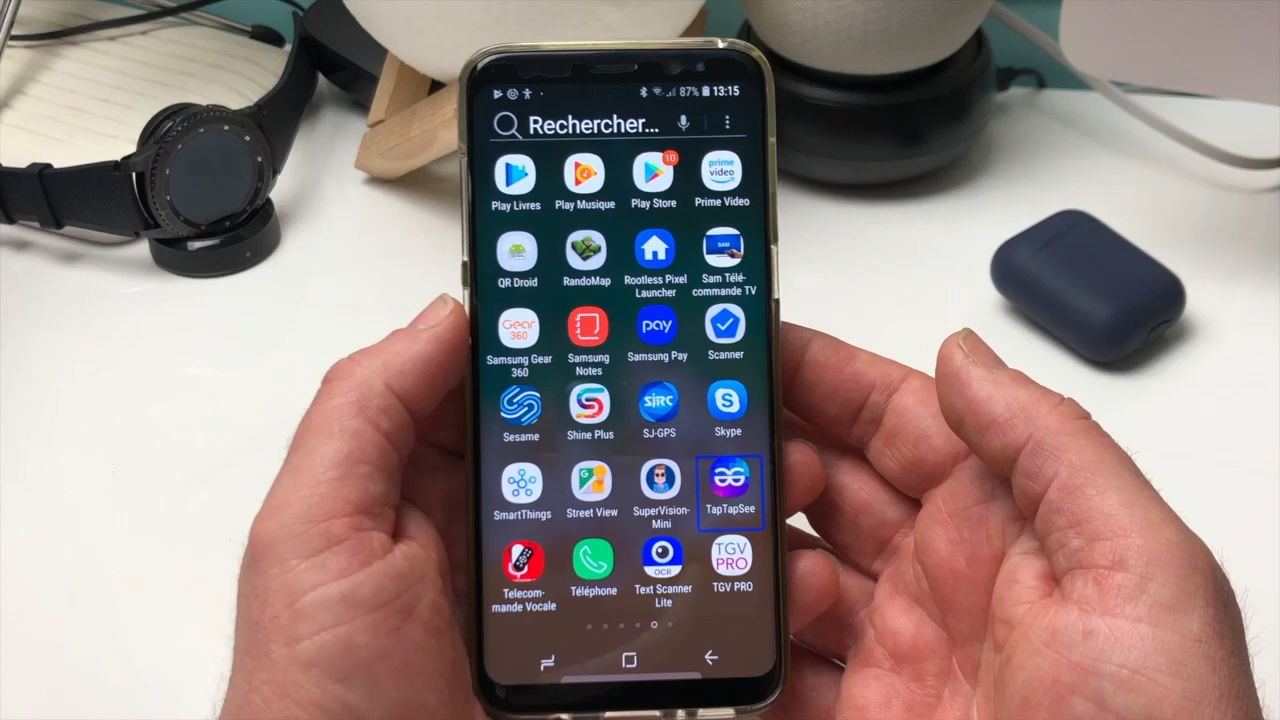 87% 13:15
Rechercher...
10
prime
video
Play Livres Play Musique Play Store Prime Video
SAM
QR Droid RandoMap Rootless Pixel
Launcher Sam Télé-
commande TV
Gear
360
pay
Samsung Gear
360 Samsung
Notes Samsung Pay Scanner
SJRC
Sesame Shine Plus SJ-GPS Skype
SmartThings Street View SuperVision-
Mini TapTapSee
OCR
TGV
PRO
Telecom-
mande Vocale Téléphone Text Scanner
Lite TGV PRO